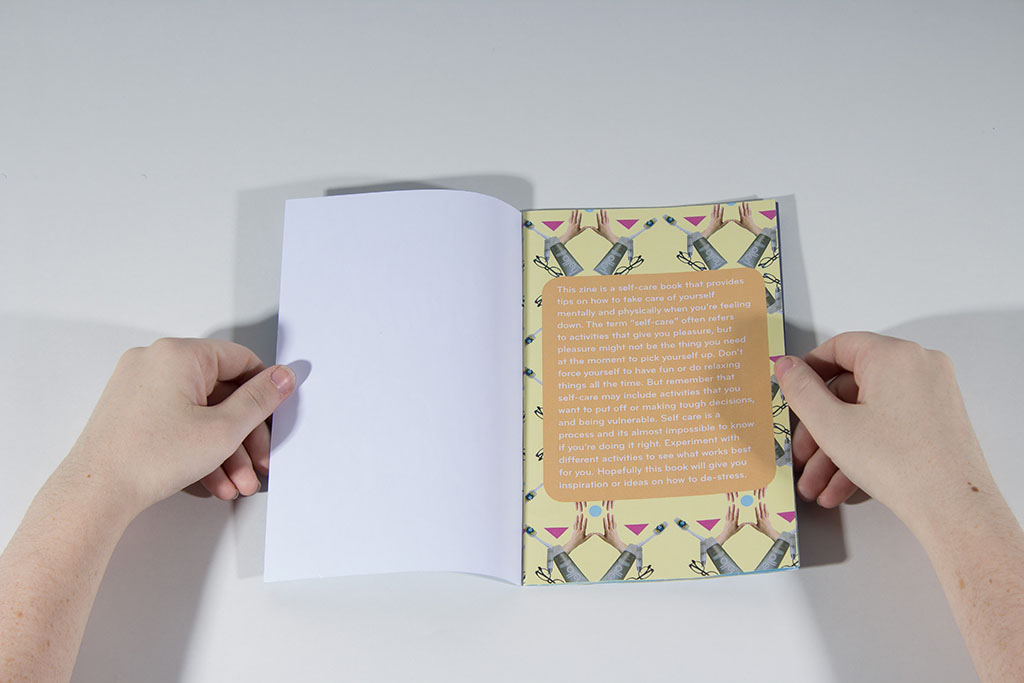 This zine is a self-care book that provides
tips on how to take care of yourself
mentally and physically when you're feeling
down. The term "self-care" often refers
to activities that give you pleasure, but
pleasure might not be the thing you need
at the moment to pick yourself up. Don't
force yourself to have fun or do relaxing
things all the time. But remember that
self-care may include activities that you
want to put off or making tough decisions,
and being vulnerable. Self care is a
process and its almost impossible to know
if you're doing it right. Experiment with
different activities to see what works best
for you. Hopefully this book will give you
inspiration or ideas on how to de-stress.